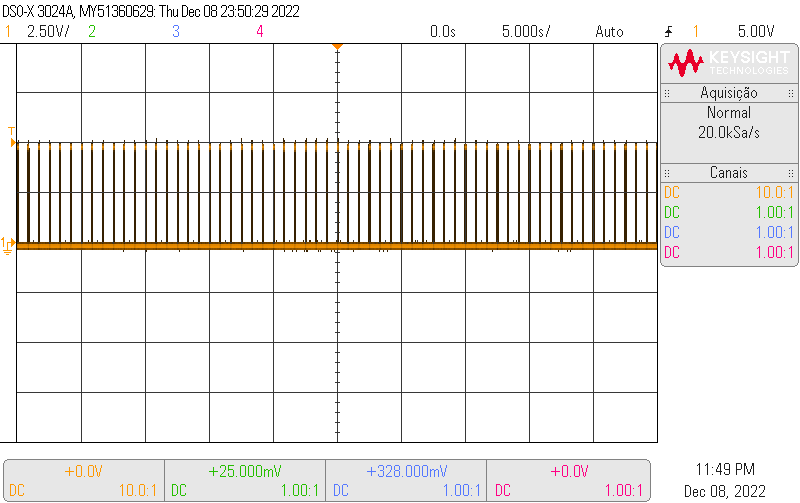 DSO-X 3024A, MY51360629: Thu Dec 08 23:50:29 2022
1 2.50V/ 2 3 4 0.0s 5.000s/ Auto 1 5.00V
KEYSIGHT
TECHNOLOGIES
Aquisição
Normal
20.0kSa/s
Canais
DC 10.0:1
DC 1.00:1
DC 1.00:1
DC 1.00:1
T
1
+0.0V +25.000mV +328.000mV +0.0V
DC 10.0:1 DC 1.00:1 DC 1.00:1 DC 1.00:1
11:49 PM
Dec 08, 2022